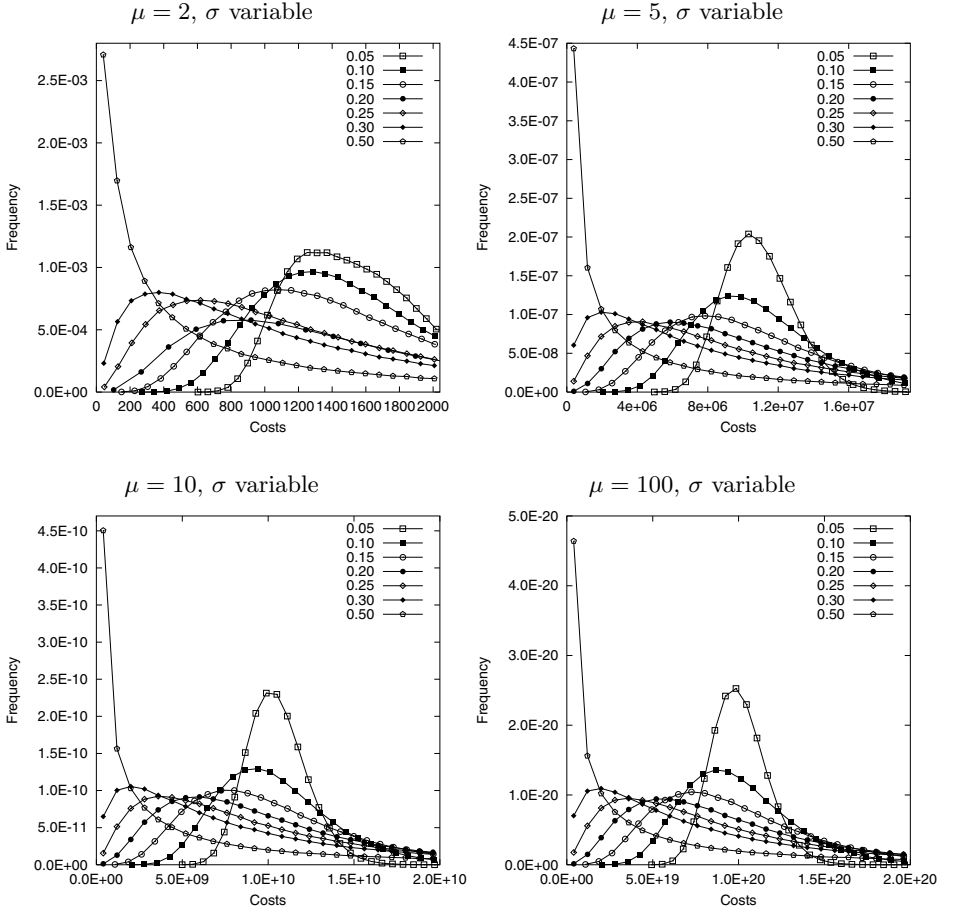 μ = 2, σ variable
2.5E-03
2.0E-03
1.5E-03
1.0E-03
5.0E-04
0.0E+00
Frequency
0 200 400 600 800 1000 1200 1400 1600 1800 2000
Costs
0.05
0.10
0.15
0.20
0.25
0.30
0.50
μ = 5, σ variable
4.5E-07
4.0E-07
3.5E-07
3.0E-07
2.5E-07
2.0E-07
1.5E-07
1.0E-07
5.0E-08
0.0E+00
Frequency
0 4e+06 8e+06 1.2e+07 1.6e+07
Costs
0.05
0.10
0.15
0.20
0.25
0.30
0.50
μ = 10, σ variable
4.5E-10
4.0E-10
3.5E-10
3.0E-10
2.5E-10
2.0E-10
1.5E-10
1.0E-10
5.0E-11
0.0E+00
Frequency
0.0E+00 5.0E+09 1.0E+10 1.5E+10 2.0E+10
Costs
0.05
0.10
0.15
0.20
0.25
0.30
0.50
μ = 100, σ variable
5.0E-20
4.0E-20
3.0E-20
2.0E-20
1.0E-20
0.0E+00
Frequency
0.0E+00 5.0E+19 1.0E+20 1.5E+20 2.0E+20
Costs
0.05
0.10
0.15
0.20
0.25
0.30
0.50